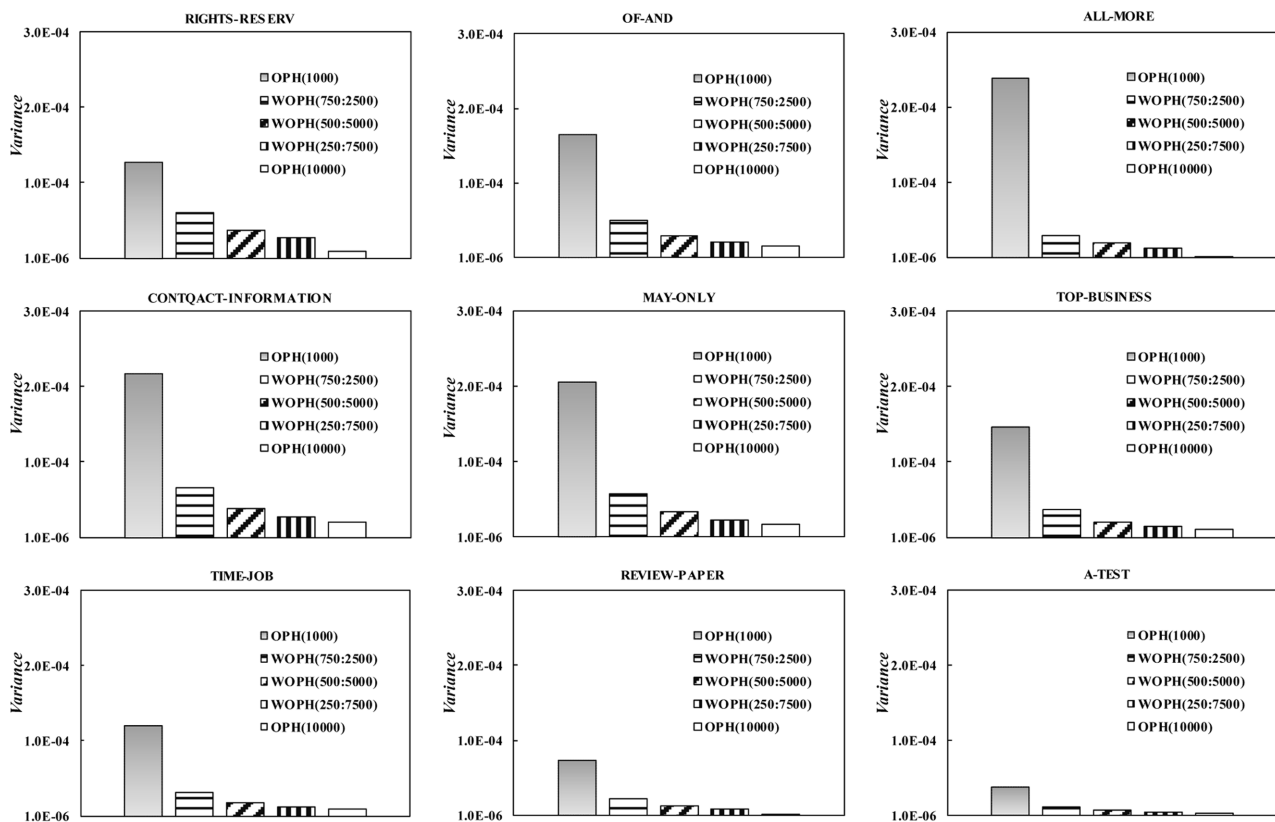 RIGHTS-RESERV
3.0E-04
2.0E-04
1.0E-04
1.0E-06
Variance
OPH(1000)
WOPH(750:2500)
WOPH(500:5000)
WOPH(250:7500)
OPH(10000)
OF-AND
3.0E-04
2.0E-04
1.0E-04
1.0E-06
Variance
OPH(1000)
WOPH(750:2500)
WOPH(500:5000)
WOPH(250:7500)
OPH(10000)
ALL-MORE
3.0E-04
2.0E-04
1.0E-04
1.0E-06
Variance
OPH(1000)
WOPH(750:2500)
WOPH(500:5000)
WOPH(250:7500)
OPH(10000)
CONTQACT-INFORMATION
3.0E-04
2.0E-04
1.0E-04
1.0E-06
Variance
OPH(1000)
WOPH(750:2500)
WOPH(500:5000)
WOPH(250:7500)
OPH(10000)
MAY-ONLY
3.0E-04
2.0E-04
1.0E-04
1.0E-06
Variance
OPH(1000)
WOPH(750:2500)
WOPH(500:5000)
WOPH(250:7500)
OPH(10000)
TOP-BUSINESS
3.0E-04
2.0E-04
1.0E-04
1.0E-06
Variance
OPH(1000)
WOPH(750:2500)
WOPH(500:5000)
WOPH(250:7500)
OPH(10000)
TIME-JOB
3.0E-04
2.0E-04
1.0E-04
1.0E-06
Variance
OPH(1000)
WOPH(750:2500)
WOPH(500:5000)
WOPH(250:7500)
OPH(10000)
REVIEW-PAPER
3.0E-04
2.0E-04
1.0E-04
1.0E-06
Variance
OPH(1000)
WOPH(750:2500)
WOPH(500:5000)
WOPH(250:7500)
OPH(10000)
A-TEST
3.0E-04
2.0E-04
1.0E-04
1.0E-06
Variance
OPH(1000)
WOPH(750:2500)
WOPH(500:5000)
WOPH(250:7500)
OPH(10000)